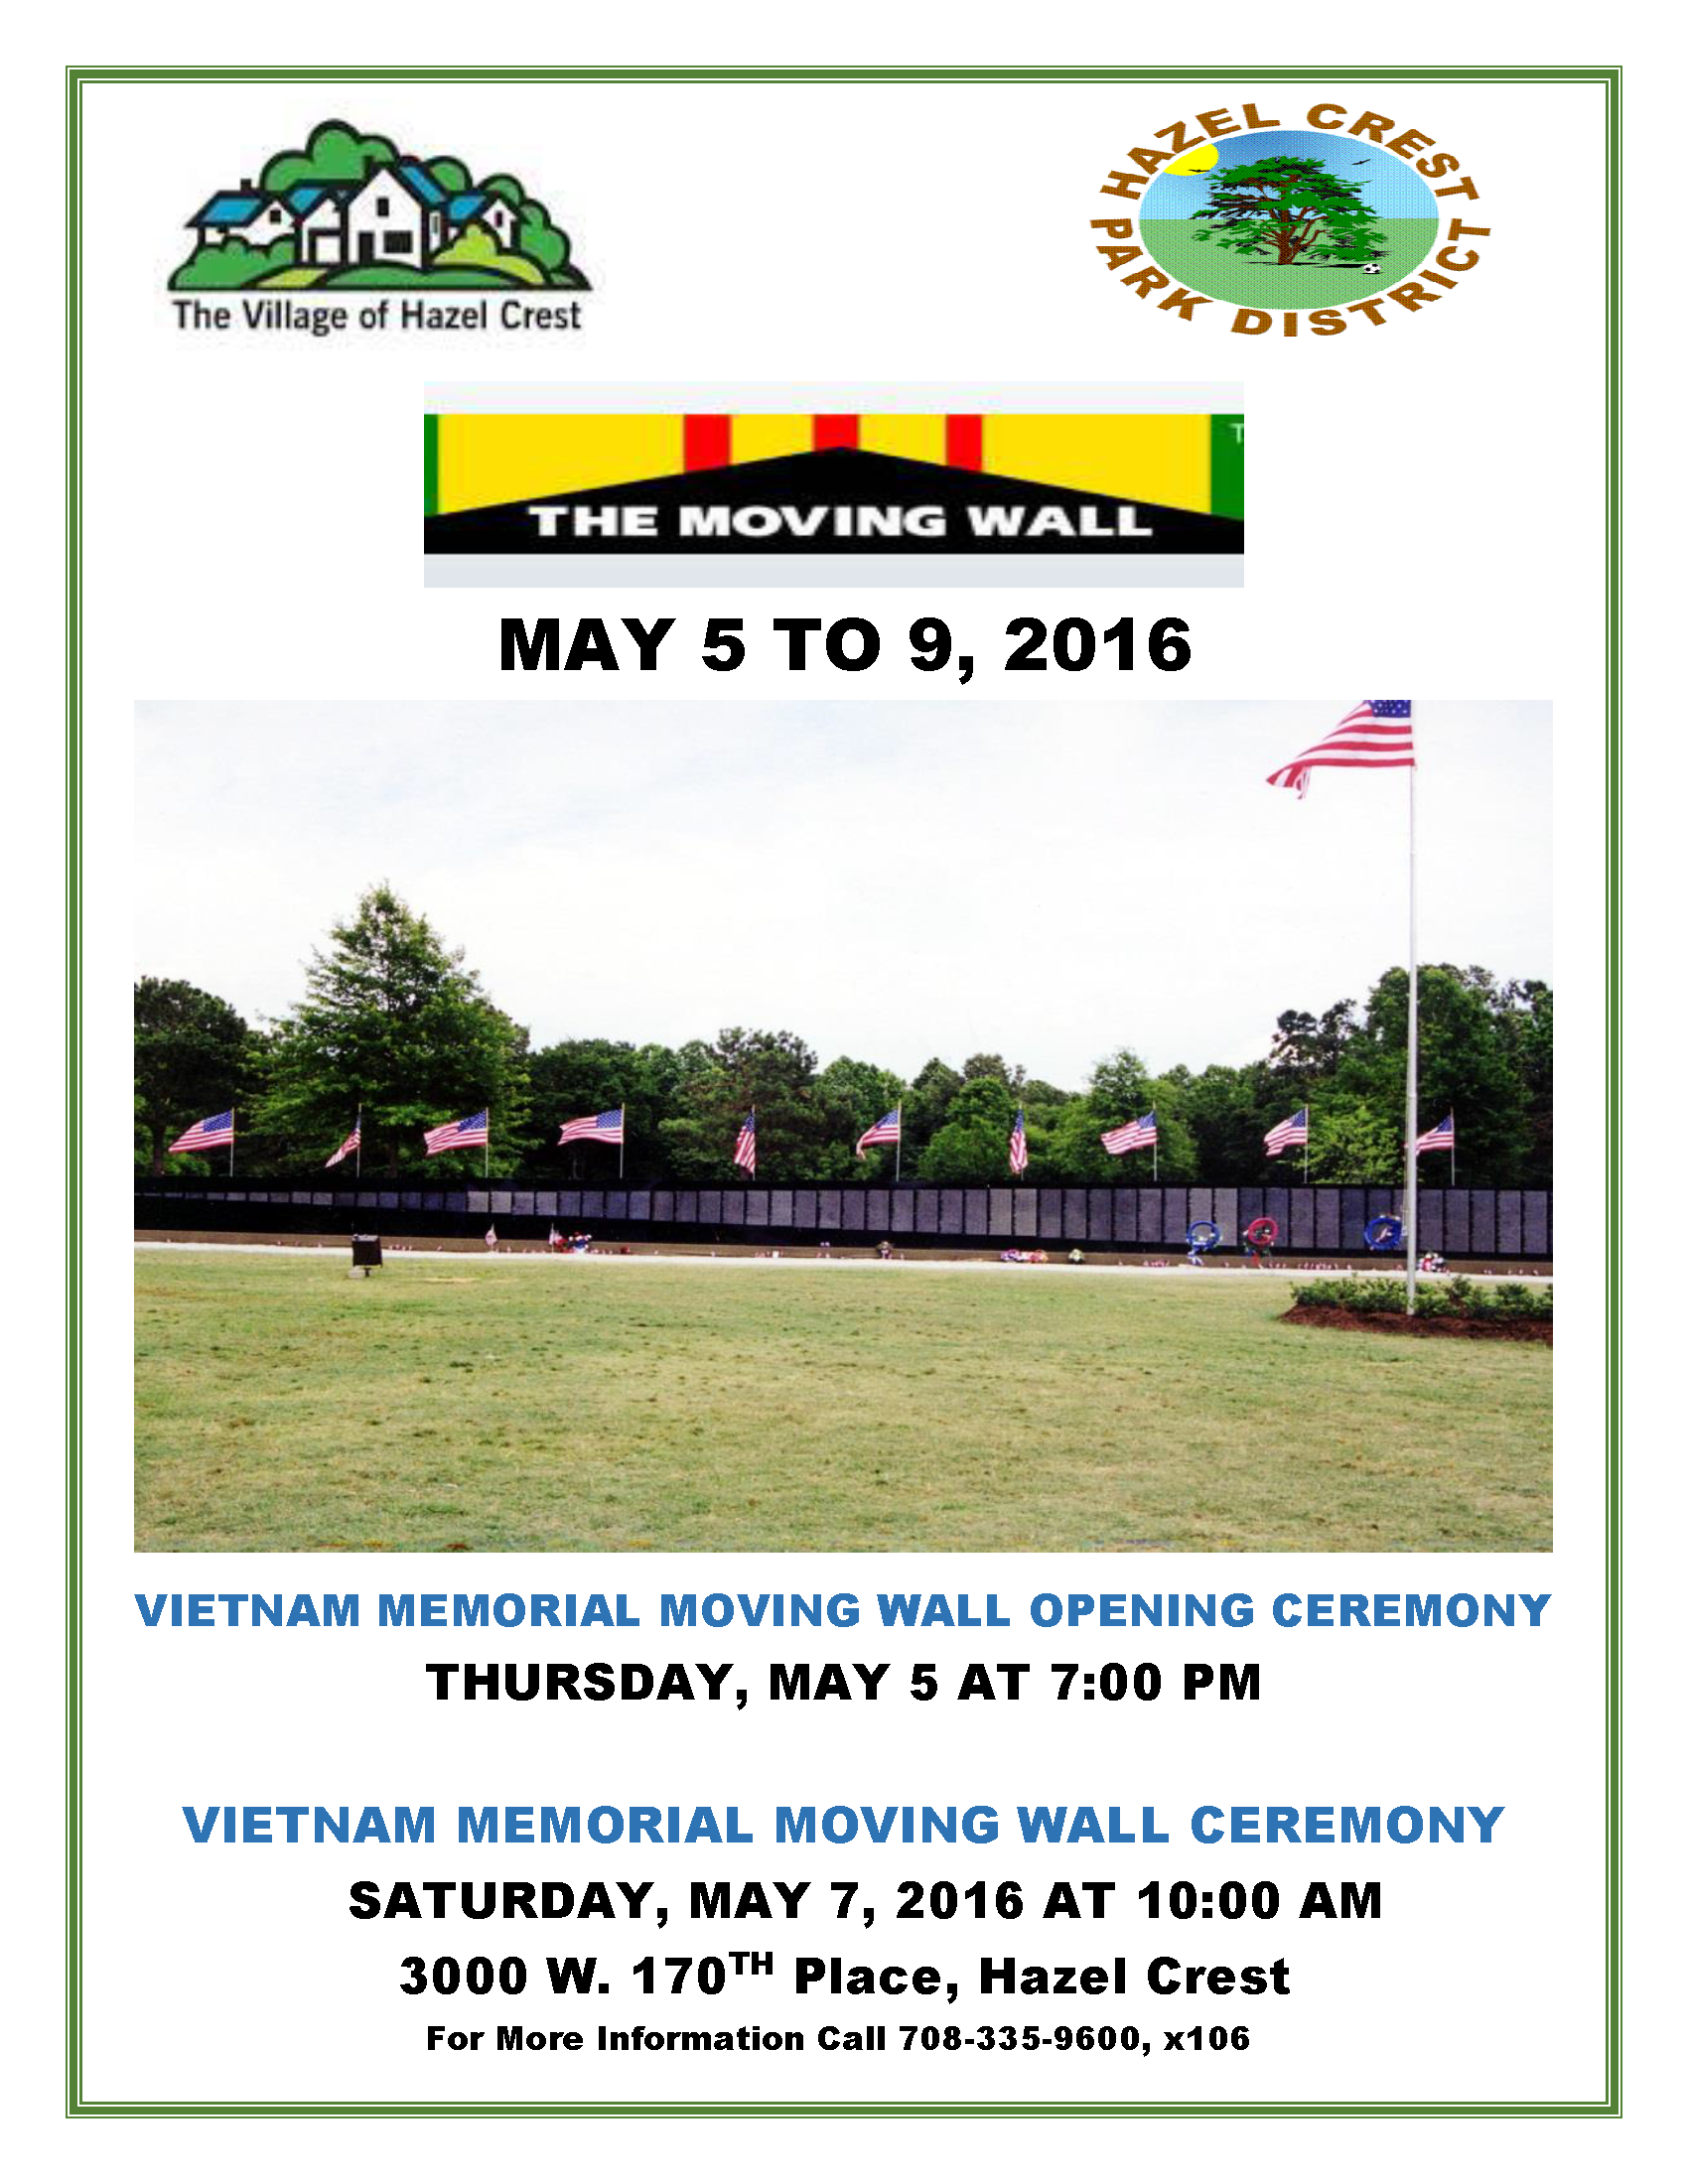 The Village of Hazel Crest
HAZEL CREST
PARK DISTRICT
T
THE MOVING WALL
MAY 5 TO 9, 2016
VIETNAM MEMORIAL MOVING WALL OPENING CEREMONY
THURSDAY, MAY 5 AT 7:00 PM
VIETNAM MEMORIAL MOVING WALL CEREMONY
SATURDAY, MAY 7, 2016 AT 10:00 AM
3000 W. 170TH Place, Hazel Crest
For More Information Call 708-335-9600, x106